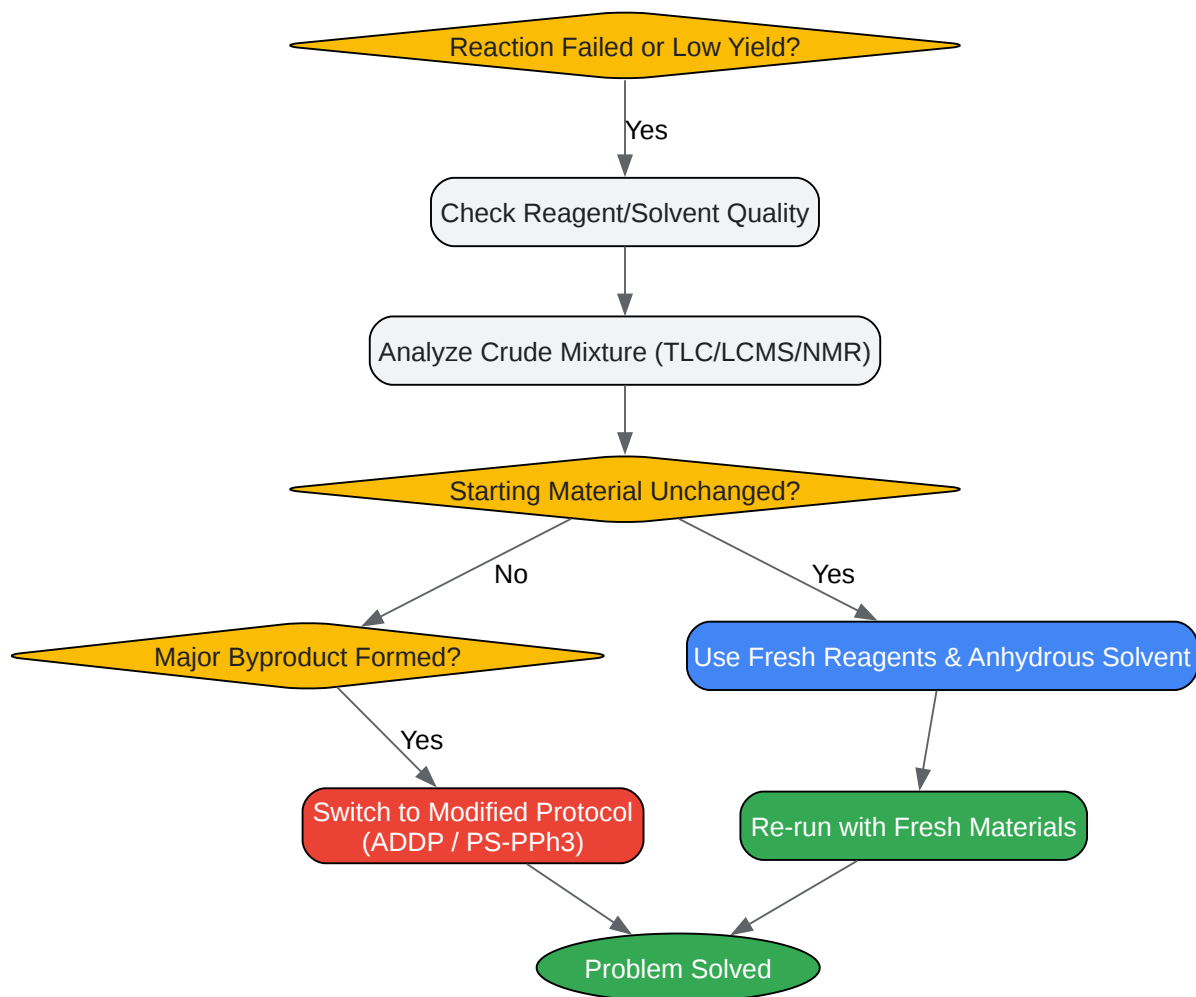 Reaction Failed or Low Yield?
Yes
Check Reagent/Solvent Quality
Analyze Crude Mixture (TLC/LCMS/NMR)
Starting Material Unchanged?
No
Yes
Major Byproduct Formed?
Use Fresh Reagents & Anhydrous Solvent
Yes
Switch to Modified Protocol
(ADDP / PS-PPh3)
Re-run with Fresh Materials
Problem Solved